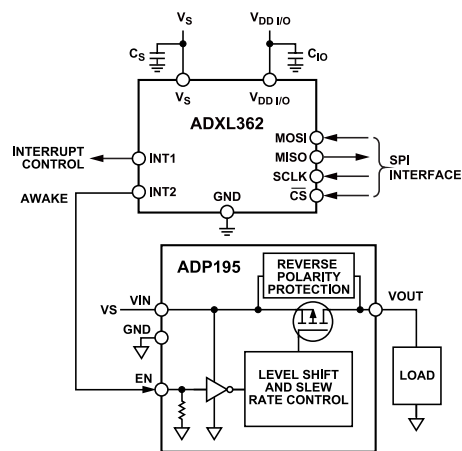 VS
VDD I/O
CS
CIO
VS
VDD I/O
ADXL362
INTERRUPT
CONTROL
INT1
AWAKE
INT2
GND
MOSI
MISO
SCLK
CS
SPI
INTERFACE
ADP195
REVERSE
POLARITY
PROTECTION
VS
VIN
VOUT
GND
EN
LEVEL SHIFT
AND SLEW
RATE CONTROL
LOAD